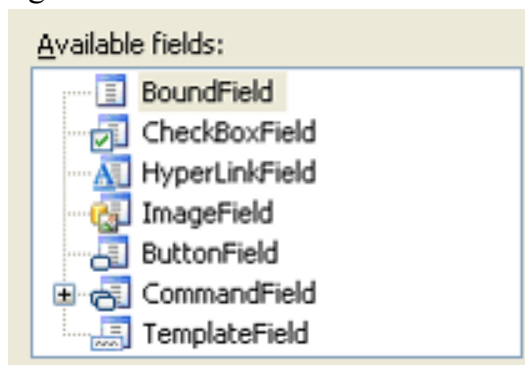 Available fields:
BoundField
CheckBoxField
HyperLinkField
ImageField
ButtonField
CommandField
TemplateField